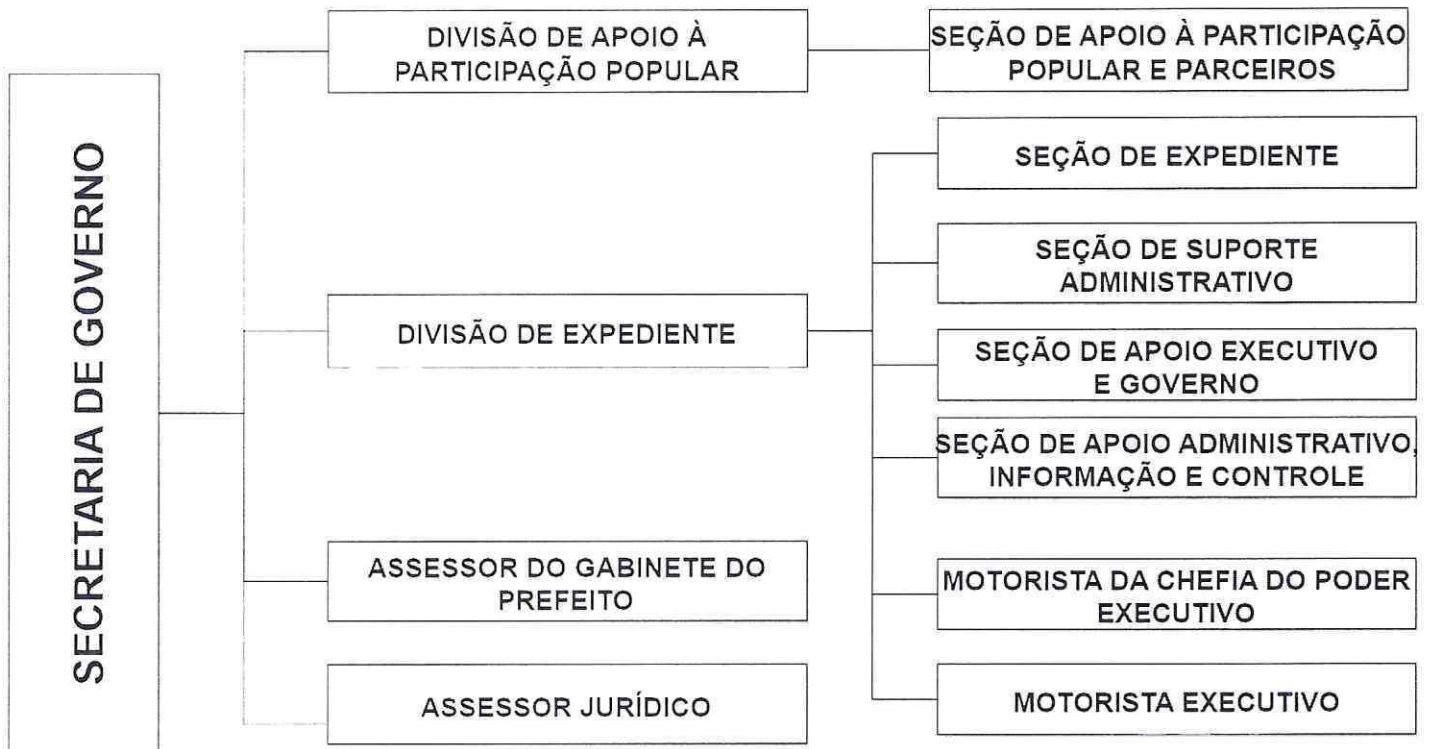 SECRETARIA DE GOVERNO
DIVISÃO DE APOIO À
PARTICIPAÇÃO POPULAR
SEÇÃO DE APOIO À PARTICIPAÇÃO
POPULAR E PARCEIROS
DIVISÃO DE EXPEDIENTE
SEÇÃO DE EXPEDIENTE
SEÇÃO DE SUPORTE
ADMINISTRATIVO
SEÇÃO DE APOIO EXECUTIVO
E GOVERNO
SEÇÃO DE APOIO ADMINISTRATIVO,
INFORMAÇÃO E CONTROLE
MOTORISTA DA CHEFIA DO PODER
EXECUTIVO
MOTORISTA EXECUTIVO
ASSESSOR DO GABINETE DO
PREFEITO
ASSESSOR JURÍDICO